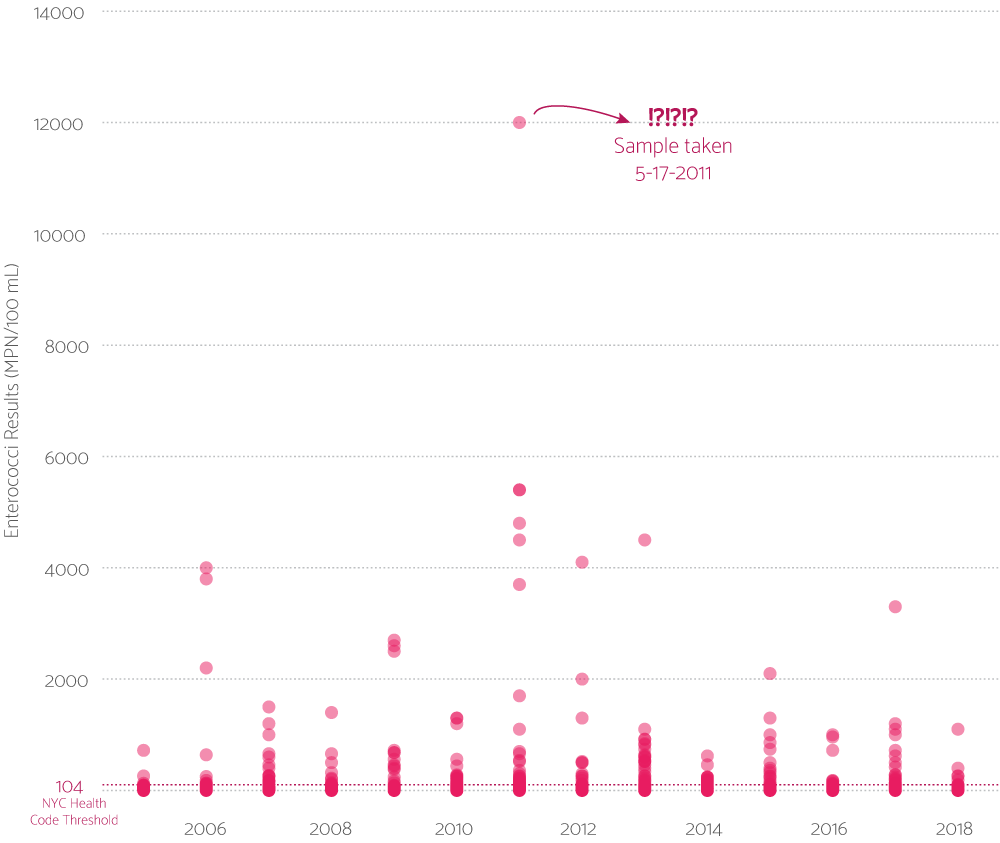 14000
12000
!?!?!?
Sample taken
5-17-2011
10000
8000
6000
4000
2000
104
NYC Health
Code Threshold
Enterococci Results (MPN/100 mL)
2006 2008 2010 2012 2014 2016 2018